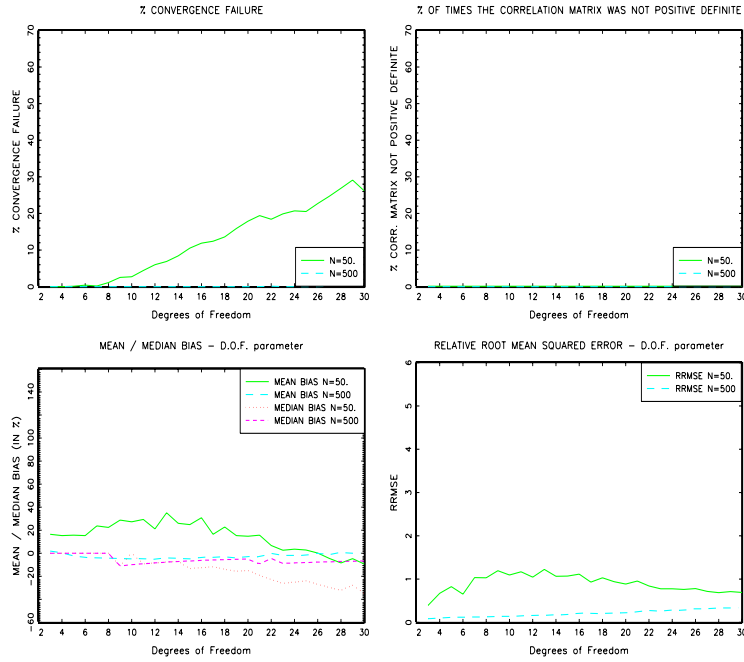 % CONVERGENCE FAILURE
% CONVERGENCE FAILURE
70
60
50
40
30
20
10
0
N=50.
N=500
2 4 6 8 10 12 14 16 18 20 22 24 26 28 30
Degrees of Freedom
% OF TIMES THE CORRELATION MATRIX WAS NOT POSITIVE DEFINITE
% CORR. MATRIX NOT POSITIVE DEFINITE
70
60
50
40
30
20
10
0
N=50.
N=500
2 4 6 8 10 12 14 16 18 20 22 24 26 28 30
Degrees of Freedom
MEAN / MEDIAN BIAS – D.O.F. parameter
MEAN / MEDIAN BIAS (IN %)
140
100
80
60
40
20
0
−20
−60
MEAN BIAS N=50.
MEAN BIAS N=500
MEDIAN BIAS N=50.
MEDIAN BIAS N=500
2 4 6 8 10 12 14 16 18 20 22 24 26 28 30
Degrees of Freedom
RELATIVE ROOT MEAN SQUARED ERROR – D.O.F. parameter
RRMSE
6
5
4
3
2
1
0
RRMSE N=50.
RRMSE N=500
2 4 6 8 10 12 14 16 18 20 22 24 26 28 30
Degrees of Freedom